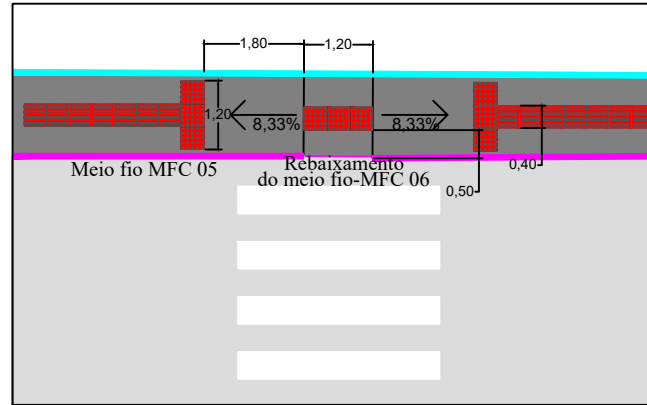 1,80
1,20
1,20
8,33%
8,33%
Meio fio MFC 05
Rebaixamento
do meio fio-MFC 06
0,50
0,40